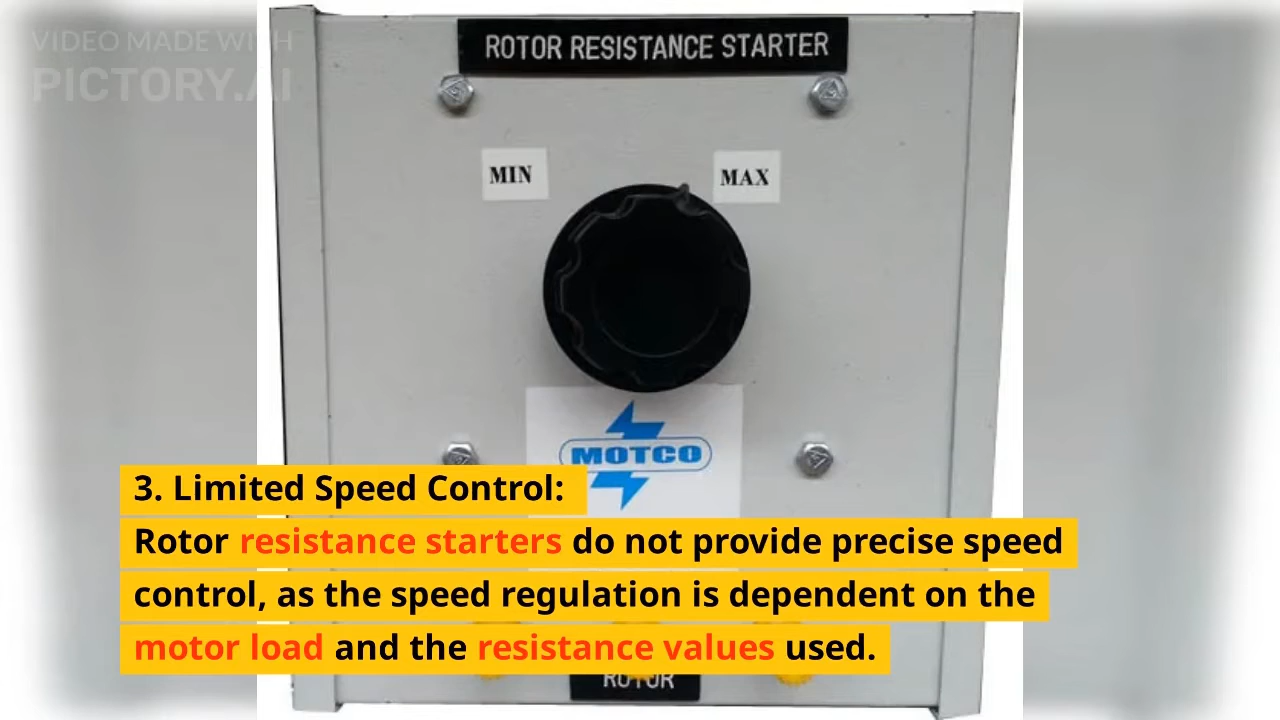 VIDEO MADE WITH
PICTORY.AI
ROTOR RESISTANCE STARTER
MIN
MAX
MOTCO
3. Limited Speed Control:
Rotor resistance starters do not provide precise speed
control, as the speed regulation is dependent on the
motor load and the resistance values used.
ROTOR